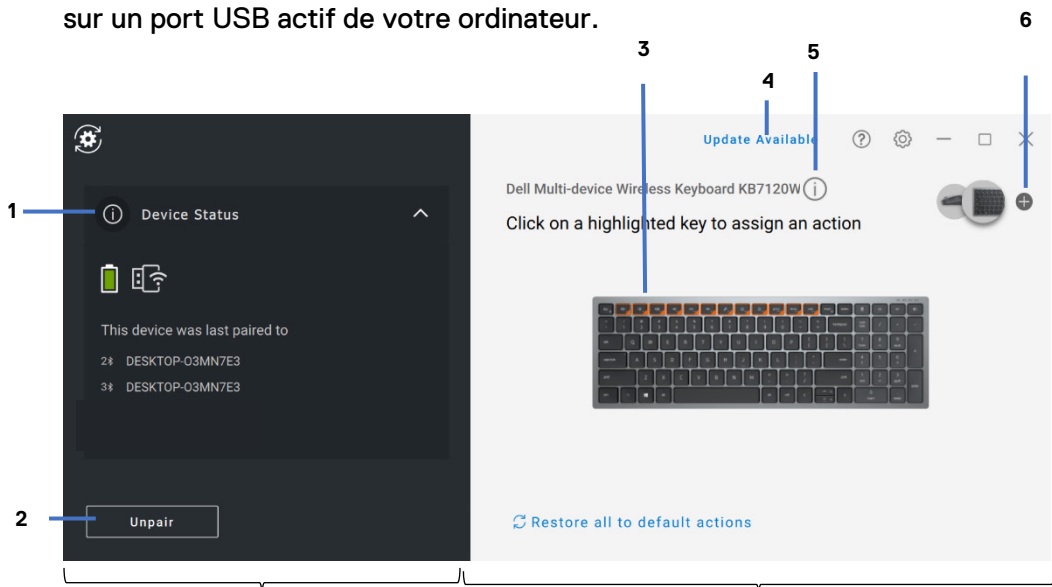 sur un port USB actif de votre ordinateur.
6
3
5
4
Update Available
Dell Multi-device Wireless Keyboard KB7120W
1
Device Status
Click on a highlighted key to assign an action
This device was last paired to
2 DESKTOP-O3MN7E3
3 DESKTOP-O3MN7E3
2
Unpair
Restore all to default actions